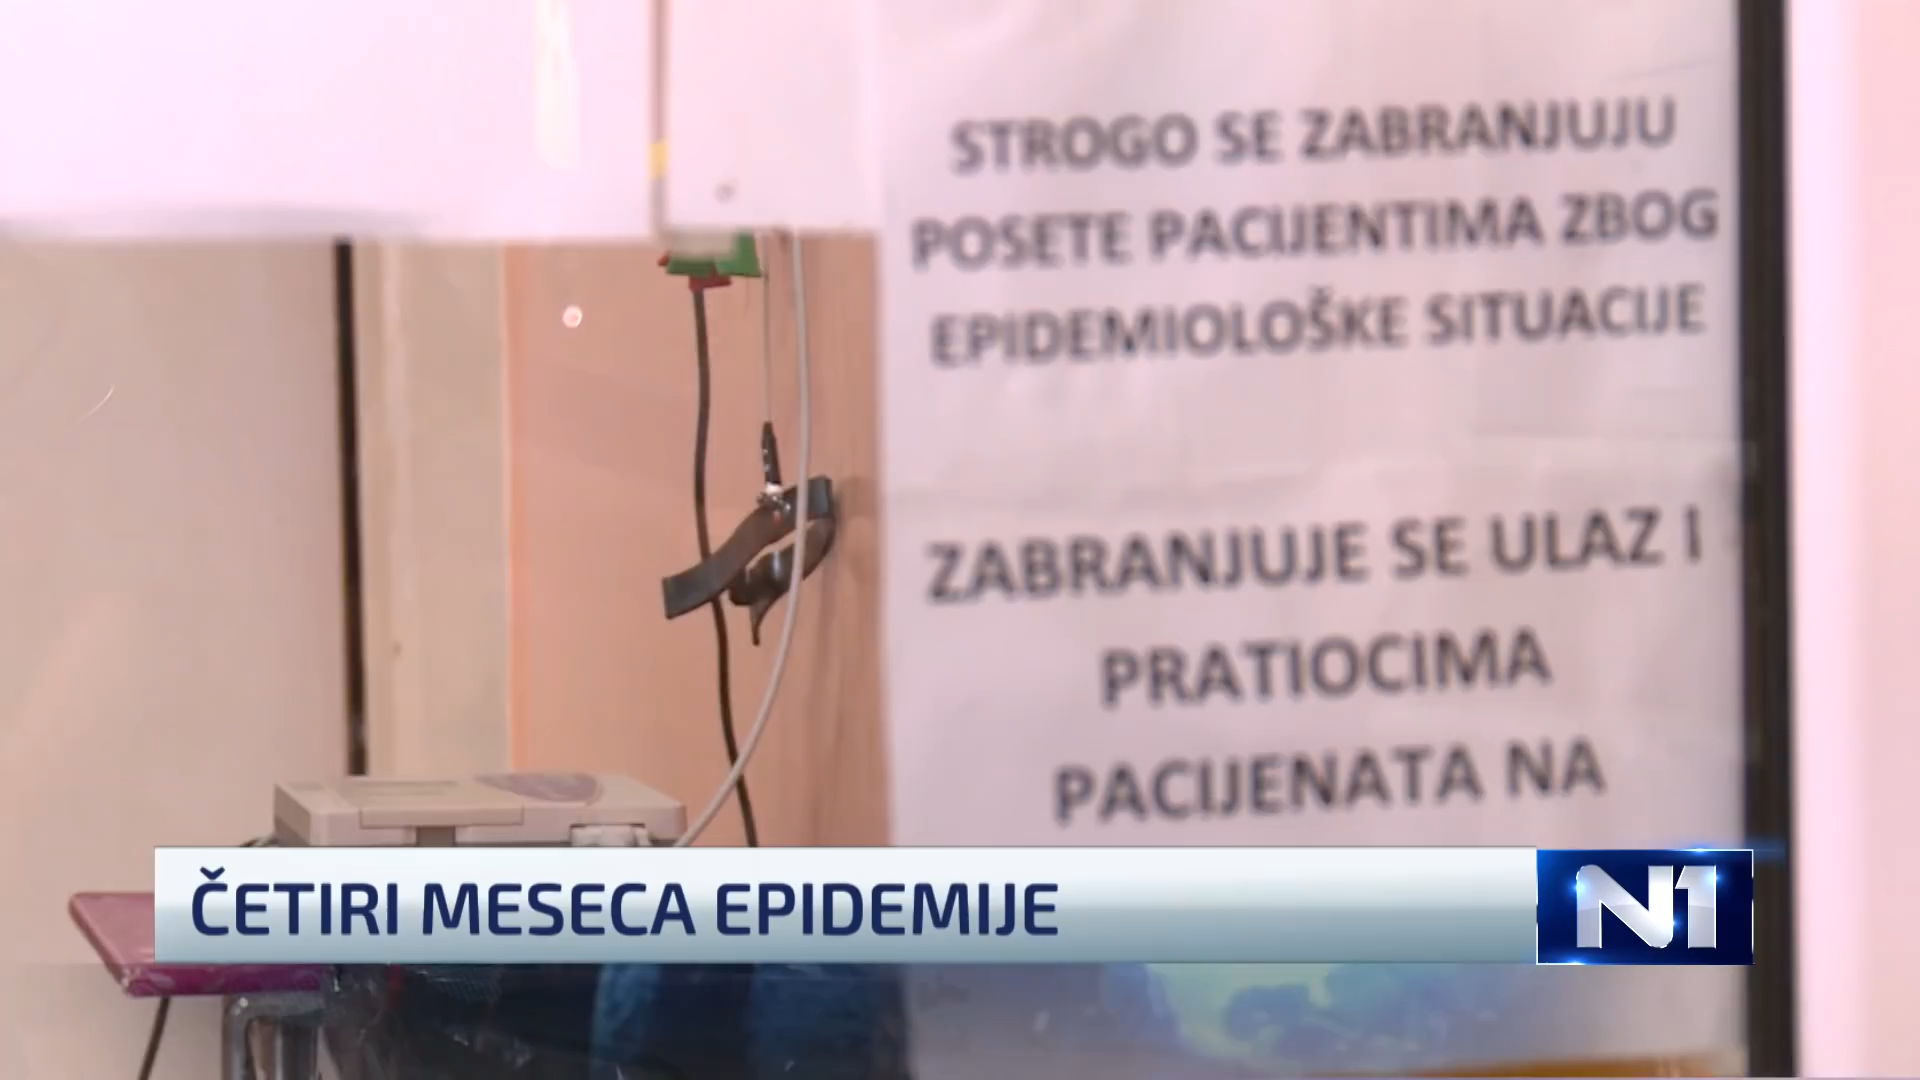 STROGO SE ZABRANJUJU
POSETE PACIJENTIMA ZBOG
EPIDEMIOLOŠKE SITUACIJE
ZABRANJUJE SE ULAZ I
PRATIOCIMA
PACIJENATA NA
ČETIRI MESECA EPIDEMIJE
N1